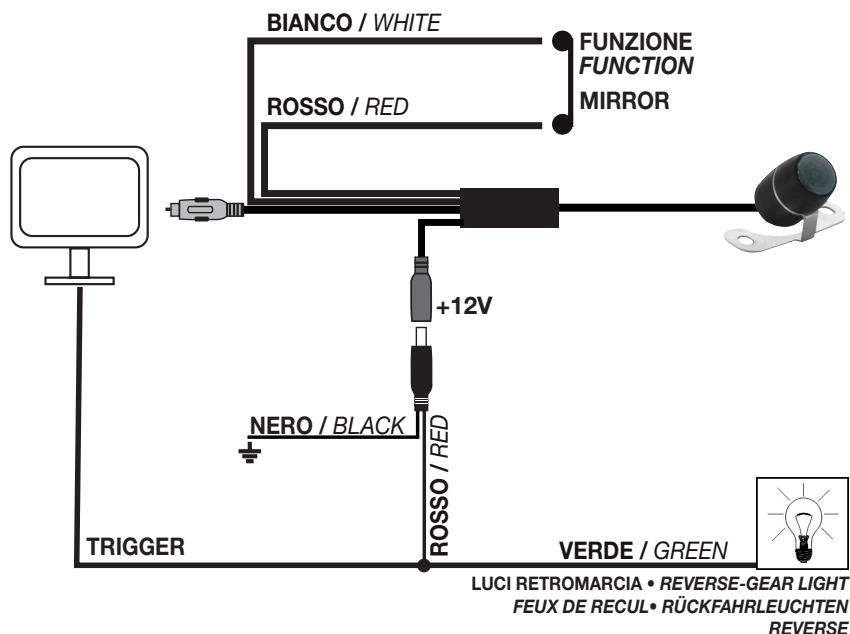 BIANCO / WHITE
FUNZIONE
FUNCTION
MIRROR
ROSSO / RED
+12V
NERO / BLACK
ROSSO / RED
TRIGGER
VERDE / GREEN
LUCI RETROMARCIA • REVERSE-GEAR LIGHT
FEUX DE RECUL• RÜCKFAHRLEUCHTEN
REVERSE